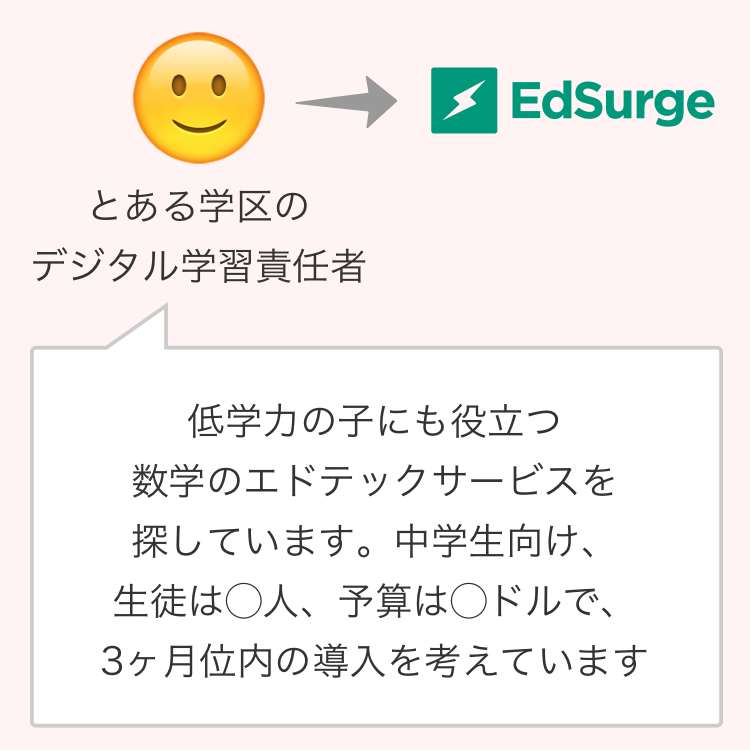 EdSurge
とある学区の
デジタル学習責任者
低学力の子にも役立つ
数学のエドテックサービスを
探しています。中学生向け、
生徒は◯人、予算は◯ドルで、
3ヶ月位内の導入を考えています